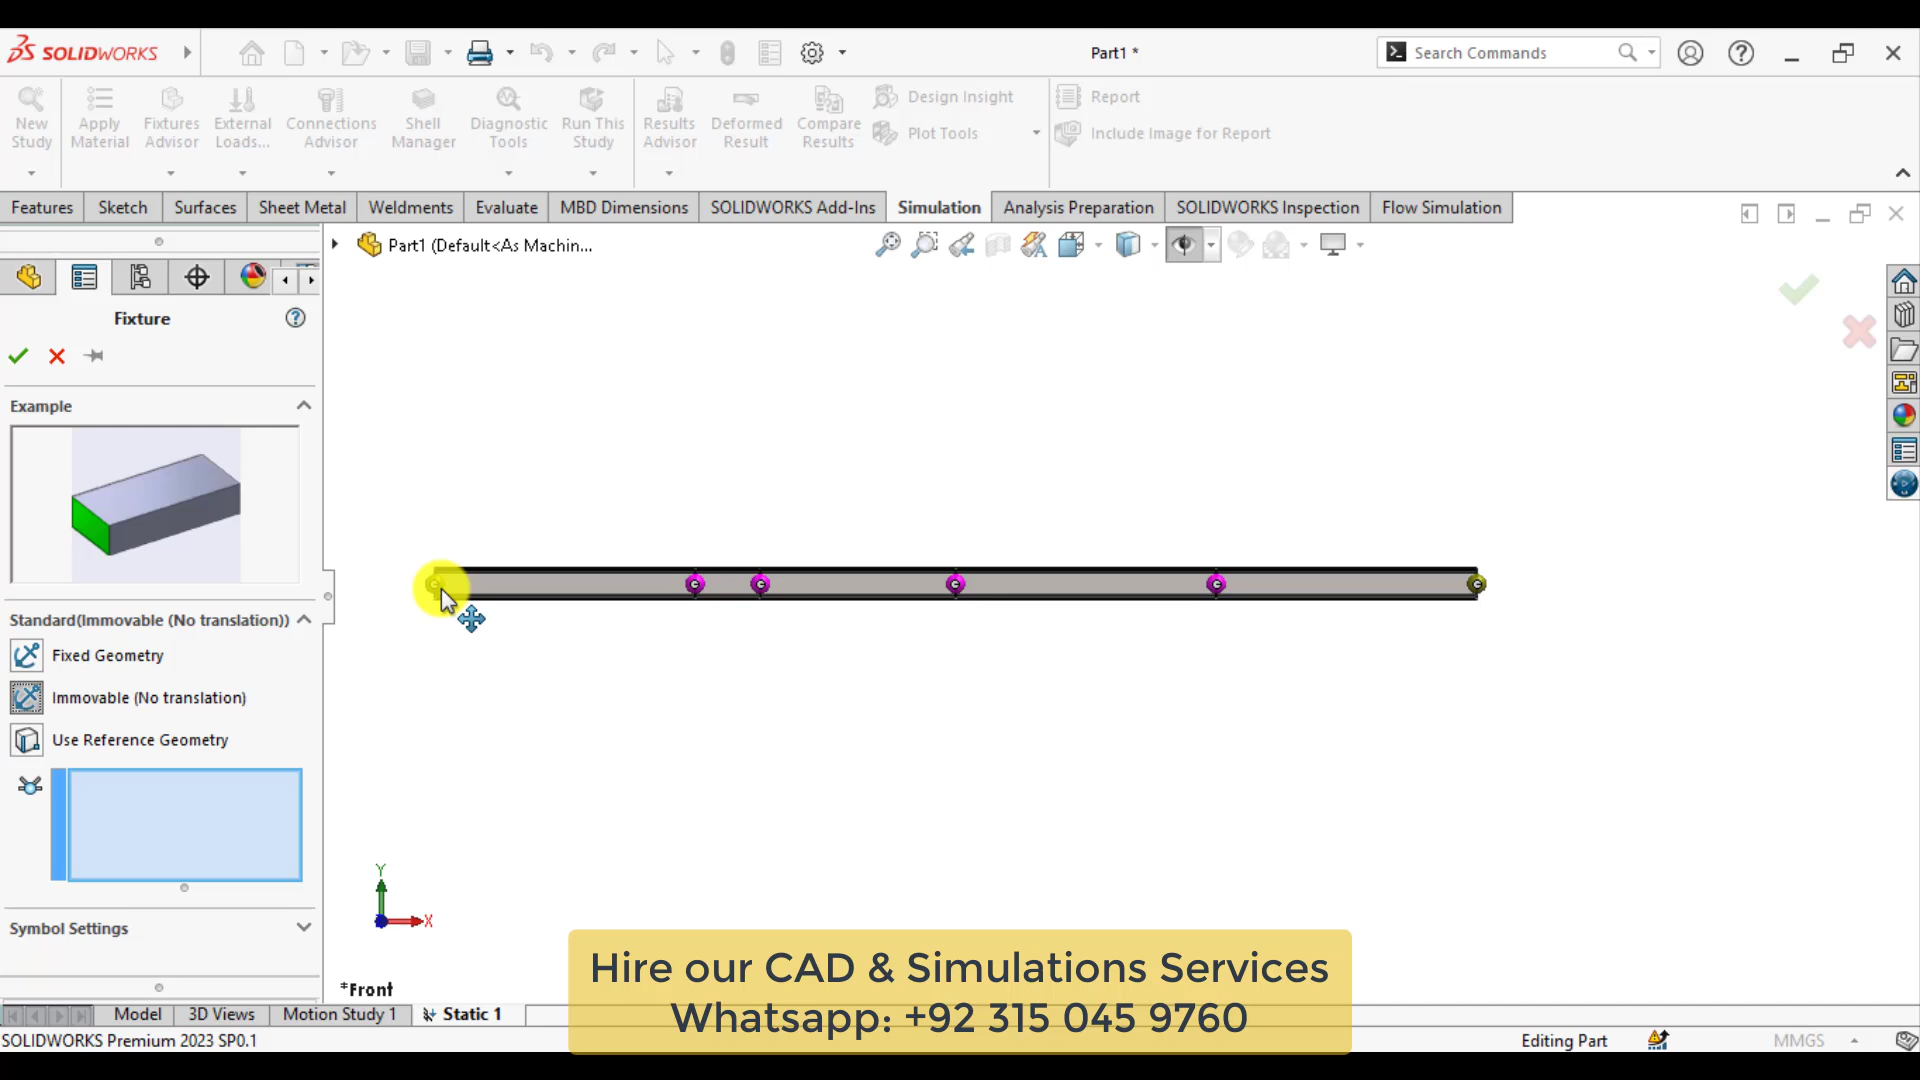 SOLIDWORKS
Part1 *
Search Commands
New Study
Apply Material
Fixtures Advisor
External Loads...
Connections Advisor
Shell Manager
Diagnostic Tools
Run This Study
Results Advisor
Deformed Result
Compare Results
Design Insight
Plot Tools
Report
Include Image for Report
Features
Sketch
Surfaces
Sheet Metal
Weldments
Evaluate
MBD Dimensions
SOLIDWORKS Add-Ins
Simulation
Analysis Preparation
SOLIDWORKS Inspection
Flow Simulation
Part1 (Default<As Machin...
Fixture
Example
Standard(Immovable (No translation))
Fixed Geometry
Immovable (No translation)
Use Reference Geometry
Symbol Settings
Y
X
*Front
Hire our CAD & Simulations Services
Whatsapp: +92 315 045 9760
Model
3D Views
Motion Study 1
Static 1
SOLIDWORKS Premium 2023 SP0.1
Editing Part
MMGS